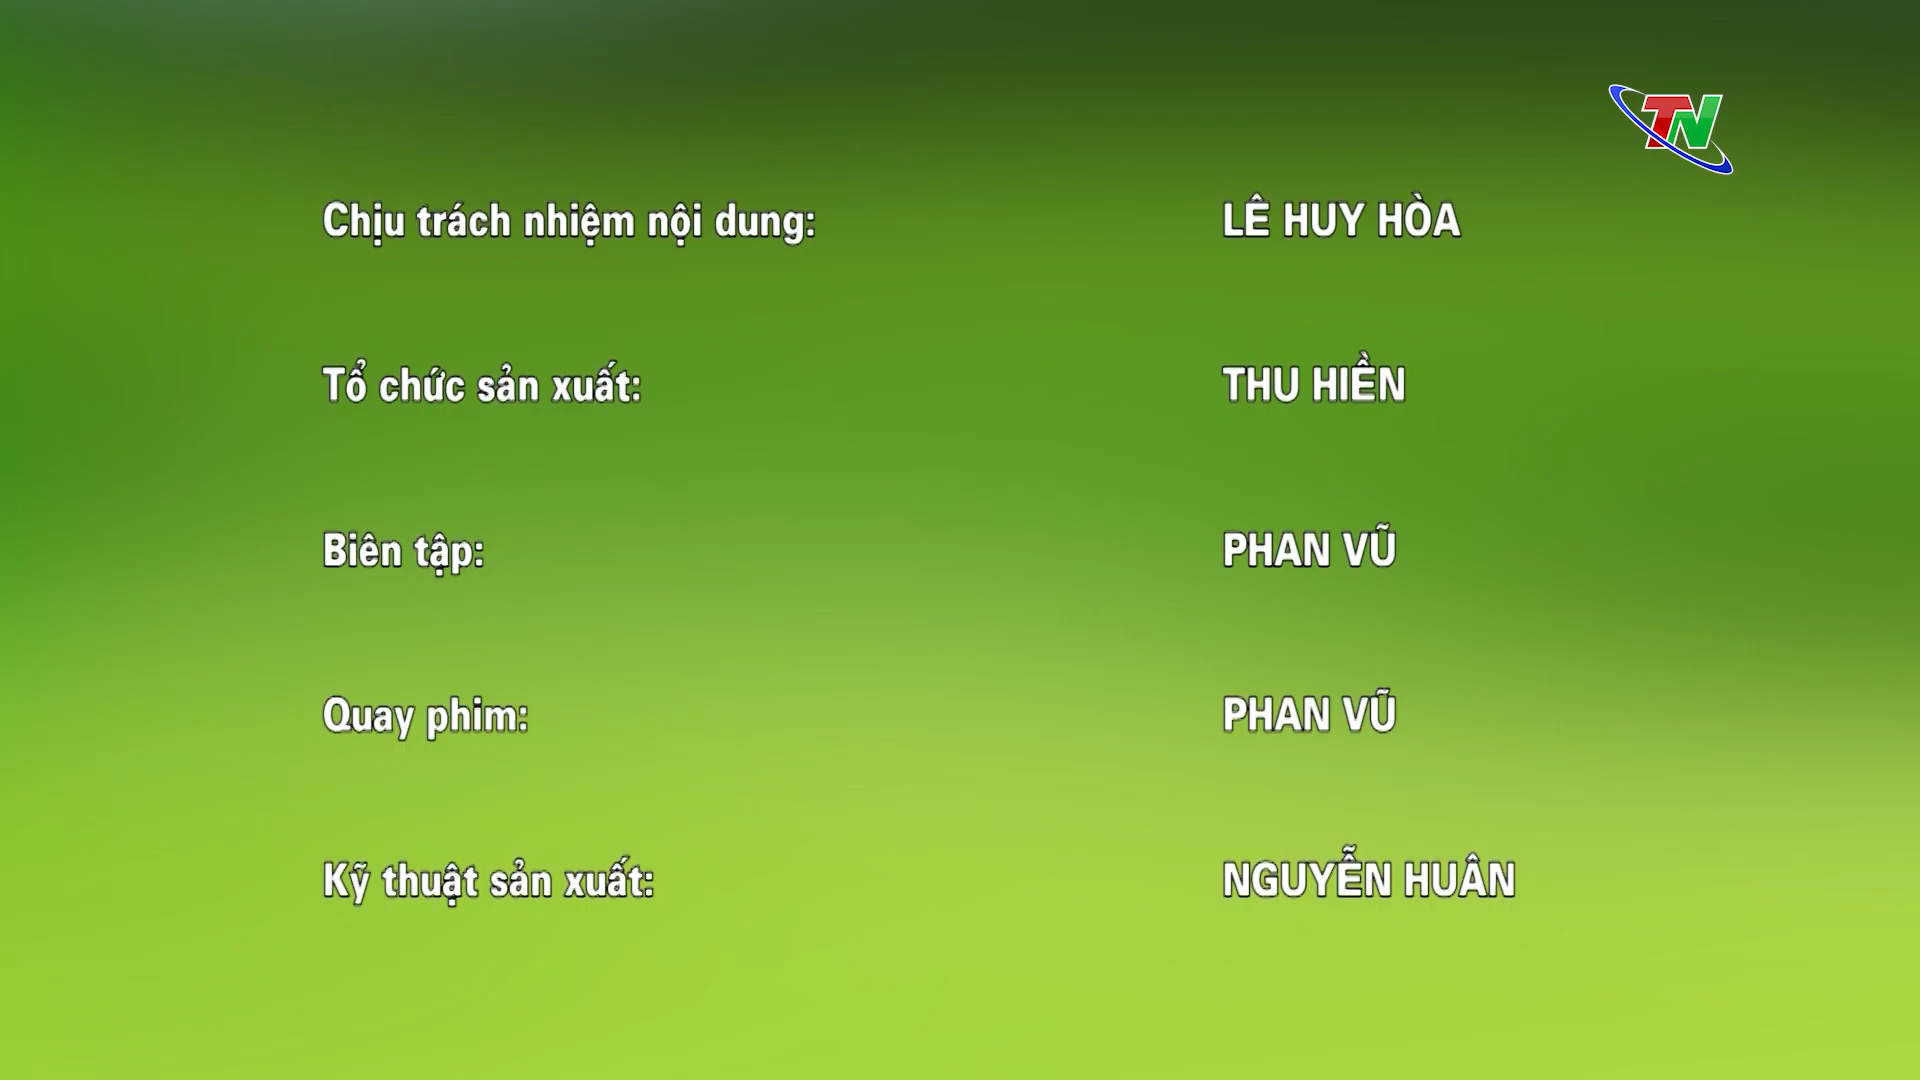 TN
Chịu trách nhiệm nội dung: LÊ HUY HÒA
Tổ chức sản xuất: THU HIỀN
Biên tập: PHAN VŨ
Quay phim: PHAN VŨ
Kỹ thuật sản xuất: NGUYỄN HUÂN